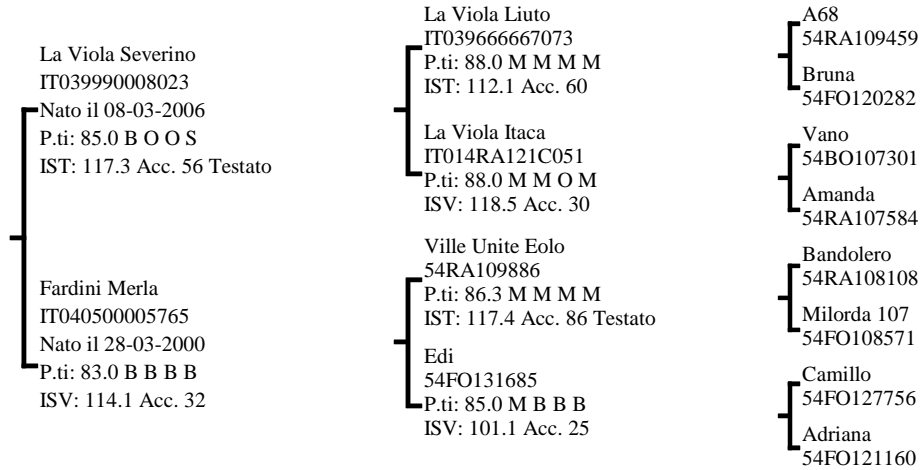 La Viola Severino
IT039990008023
Nato il 08-03-2006
P.ti: 85.0 B O O S
IST: 117.3 Acc. 56 Testato
Fardini Merla
IT040500005765
Nato il 28-03-2000
P.ti: 83.0 B B B B
ISV: 114.1 Acc. 32
La Viola Liuto
IT039666667073
P.ti: 88.0 M M M M
IST: 112.1 Acc. 60
La Viola Itaca
IT014RA121C051
P.ti: 88.0 M M O M
ISV: 118.5 Acc. 30
Ville Unite Eolo
54RA109886
P.ti: 86.3 M M M M
IST: 117.4 Acc. 86 Testato
Edi
54FO131685
P.ti: 85.0 M B B B
ISV: 101.1 Acc. 25
A68
54RA109459
Bruna
54FO120282
Vano
54BO107301
Amanda
54RA107584
Bandolero
54RA108108
Milorda 107
54FO108571
Camillo
54FO127756
Adriana
54FO121160